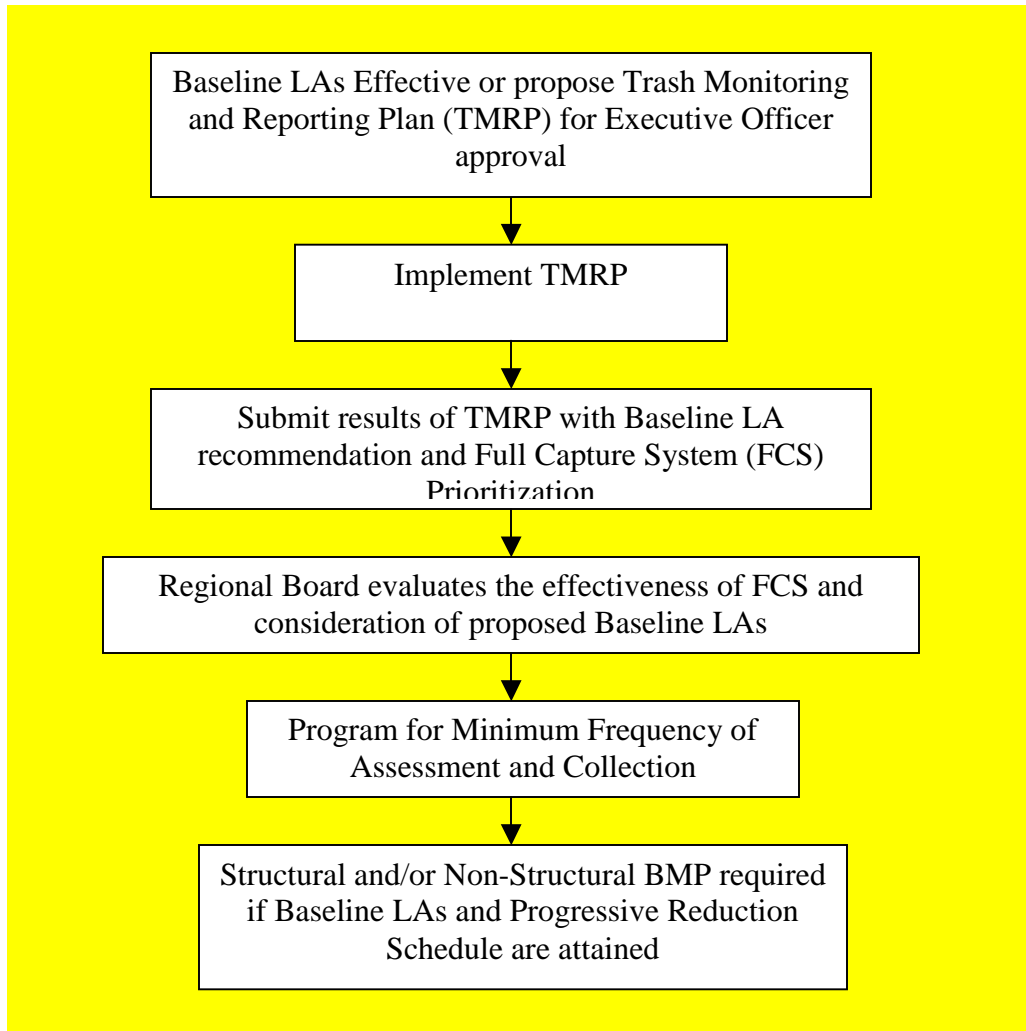 Baseline LAs Effective or propose Trash Monitoring
and Reporting Plan (TMRP) for Executive Officer
approval
Implement TMRP
Submit results of TMRP with Baseline LA
recommendation and Full Capture System (FCS)
Prioritization
Regional Board evaluates the effectiveness of FCS and
consideration of proposed Baseline LAs
Program for Minimum Frequency of
Assessment and Collection
Structural and/or Non-Structural BMP required
if Baseline LAs and Progressive Reduction
Schedule are attained